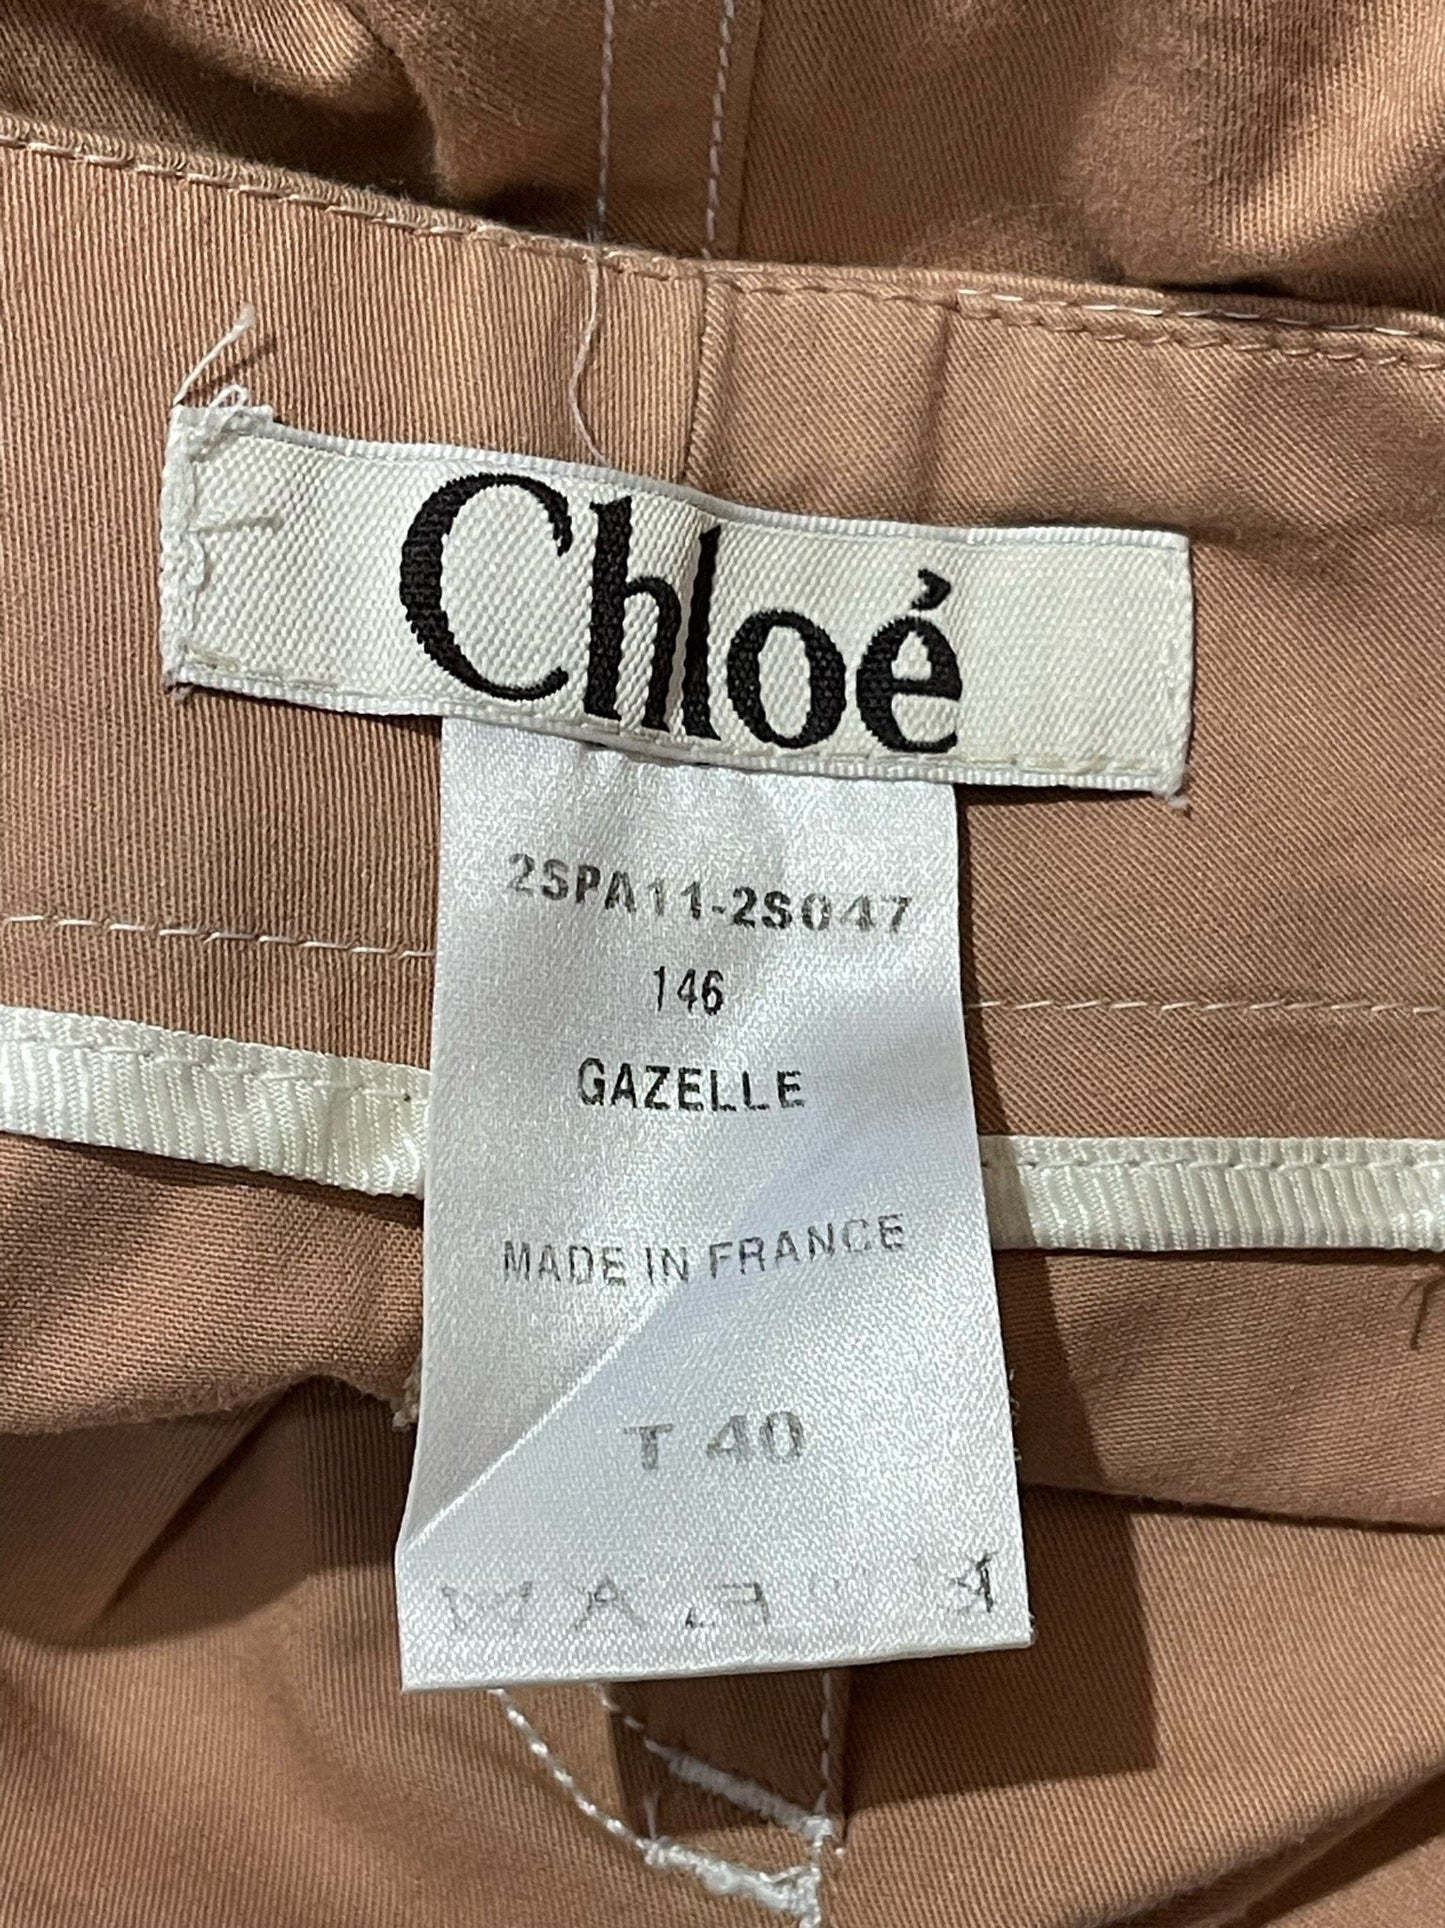 Chloé
2SPA11-2S047
146
GAZELLE
MADE IN FRANCE
T 40